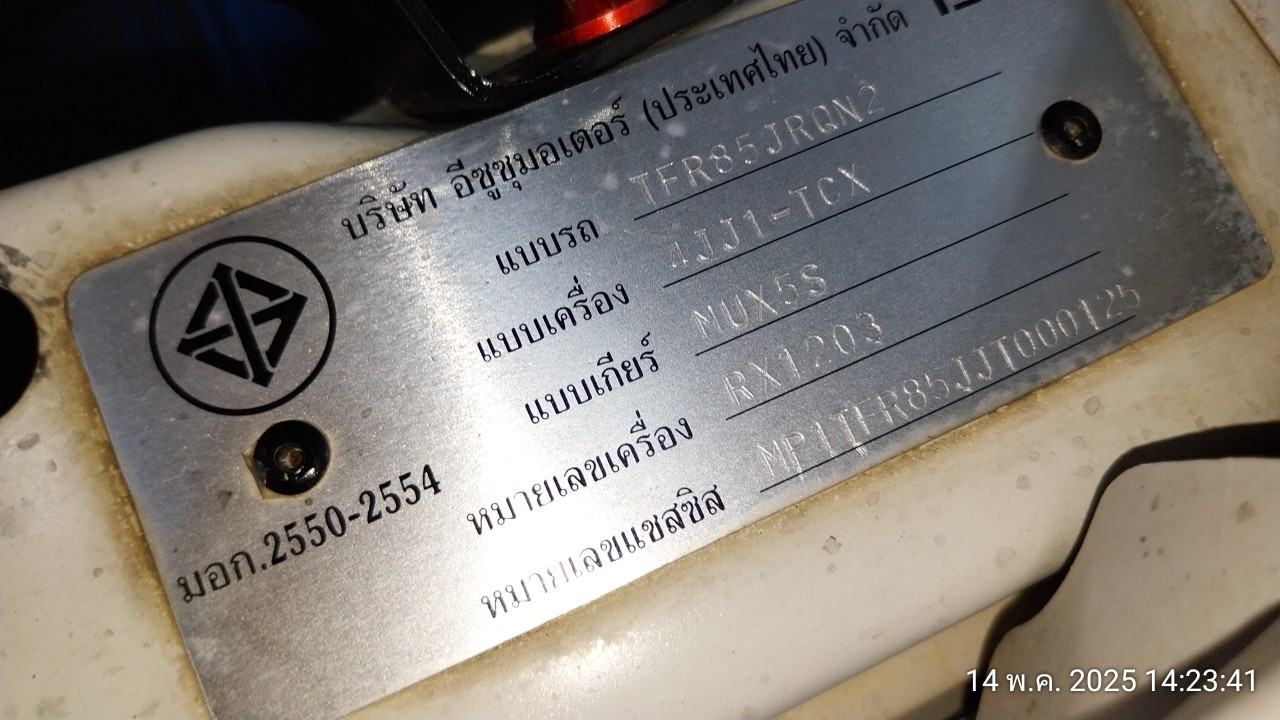 บริษัท อีซูซุมอเตอร์ (ประเทศไทย) จำกัด
แบบรถ TFR85JRQN2
แบบเครื่อง 4JJ1-TCX
แบบเกียร์ MUX5S
หมายเลขเครื่อง RX1203
หมายเลขแชสซิส MP1TFR85JJT000125
มอก.2550-2554
14 พ.ค. 2025 14:23:41